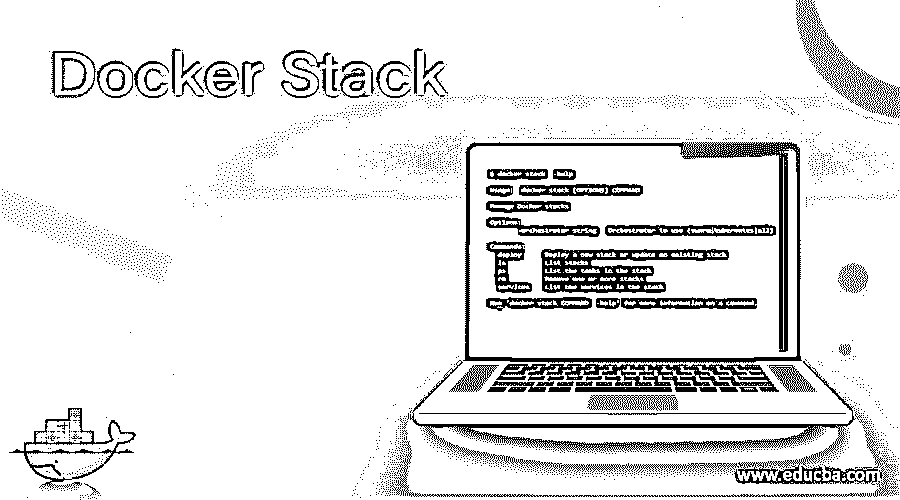 Docker Stack
$ docker stack --help
Usage: docker stack [OPTIONS] COMMAND
Manage Docker stacks
Options:
--orchestrator string Orchestrator to use (swarm|kubernetes|all)
Commands:
deploy Deploy a new stack or update an existing stack
ls List stacks
ps List the tasks in the stack
rm Remove one or more stacks
services List the services in the stack
Run 'docker stack COMMAND --help' for more information on a command.
www.educba.com